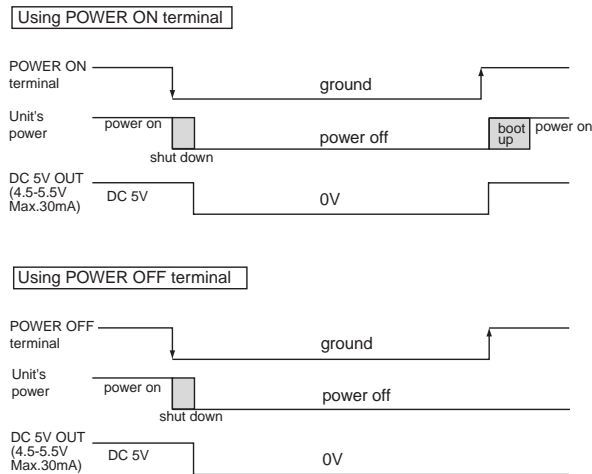 Using POWER ON terminal
POWER ON
terminal
ground
Unit's
power
power on
shut down
power off
boot
up
power on
DC 5V OUT
(4.5-5.5V
Max.30mA)
DC 5V
0V
Using POWER OFF terminal
POWER OFF
terminal
ground
Unit's
power
power on
shut down
power off
DC 5V OUT
(4.5-5.5V
Max.30mA)
DC 5V
0V